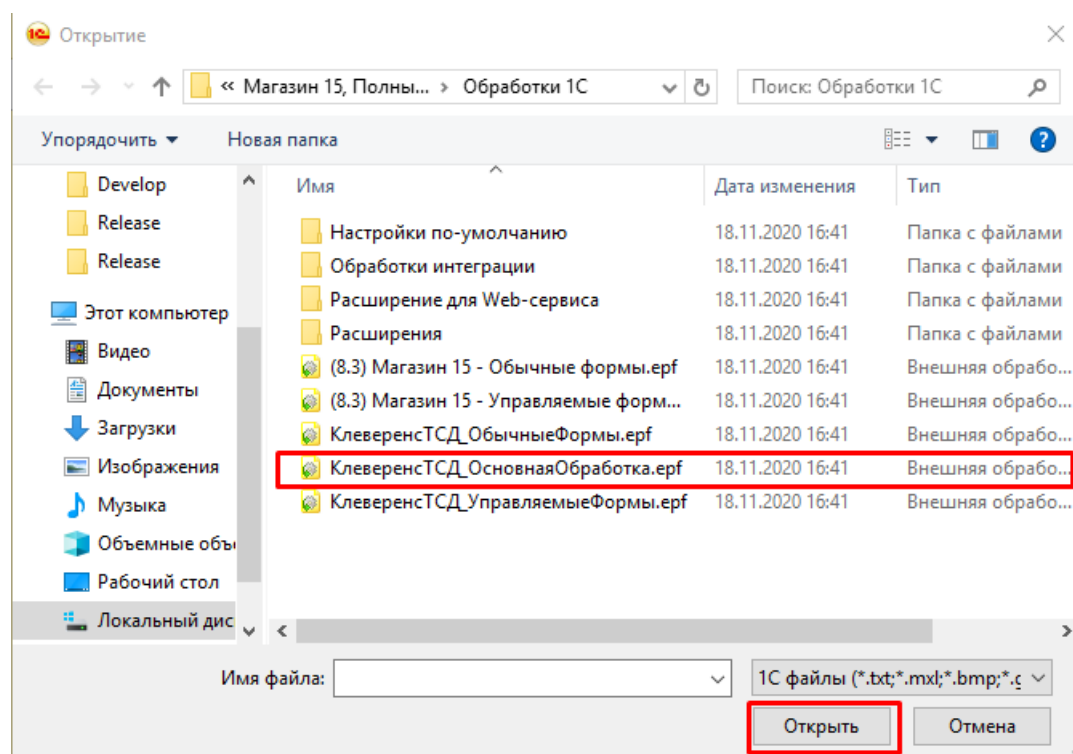 1С Открытие
« Магазин 15, Полны... › Обработки 1С
Поиск: Обработки 1С
Упорядочить
Новая папка
?
Develop
Release
Release
Этот компьютер
Видео
Документы
Загрузки
Изображения
Музыка
Объемные объ
Рабочий стол
Локальный дис
Имя Дата изменения Тип
Настройки по-умолчанию 18.11.2020 16:41 Папка с файлами
Обработки интеграции 18.11.2020 16:41 Папка с файлами
Расширение для Web-сервиса 18.11.2020 16:41 Папка с файлами
Расширения 18.11.2020 16:41 Папка с файлами
(8.3) Магазин 15 - Обычные формы.epf 18.11.2020 16:41 Внешняя обрабо...
(8.3) Магазин 15 - Управляемые форм... 18.11.2020 16:41 Внешняя обрабо...
КлеверенсТСД_ОбычныеФормы.epf 18.11.2020 16:41 Внешняя обрабо...
КлеверенсТСД_ОсновнаяОбработка.epf 18.11.2020 16:41 Внешняя обрабо...
КлеверенсТСД_УправляемыеФормы.epf 18.11.2020 16:41 Внешняя обрабо...
Имя файла:
1С файлы (*.txt;*.mxl;*.bmp;*.g
Открыть
Отмена